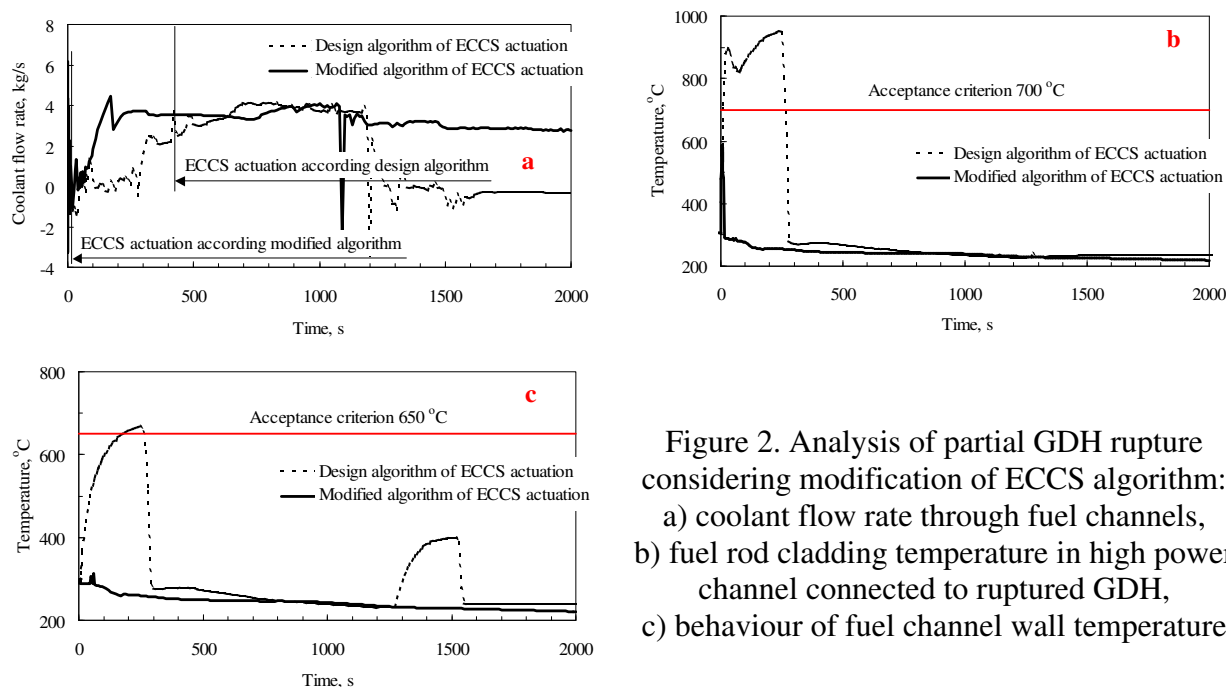 8
6
4
2
0
-2
-4
Coolant flow rate, kg/s
Design algorithm of ECCS actuation
Modified algorithm of ECCS actuation
ECCS actuation according design algorithm
a
ECCS actuation according modified algorithm
0 500 1000 1500 2000
Time, s
1000
800
600
400
200
Temperature, °C
b
Acceptance criterion 700 °C
Design algorithm of ECCS actuation
Modified algorithm of ECCS actuation
0 500 1000 1500 2000
Time, s
800
600
400
200
Temperature, °C
c
Acceptance criterion 650 °C
Design algorithm of ECCS actuation
Modified algorithm of ECCS actuation
0 500 1000 1500 2000
Time, s
Figure 2. Analysis of partial GDH rupture
considering modification of ECCS algorithm:
a) coolant flow rate through fuel channels,
b) fuel rod cladding temperature in high power
channel connected to ruptured GDH,
c) behaviour of fuel channel wall temperature